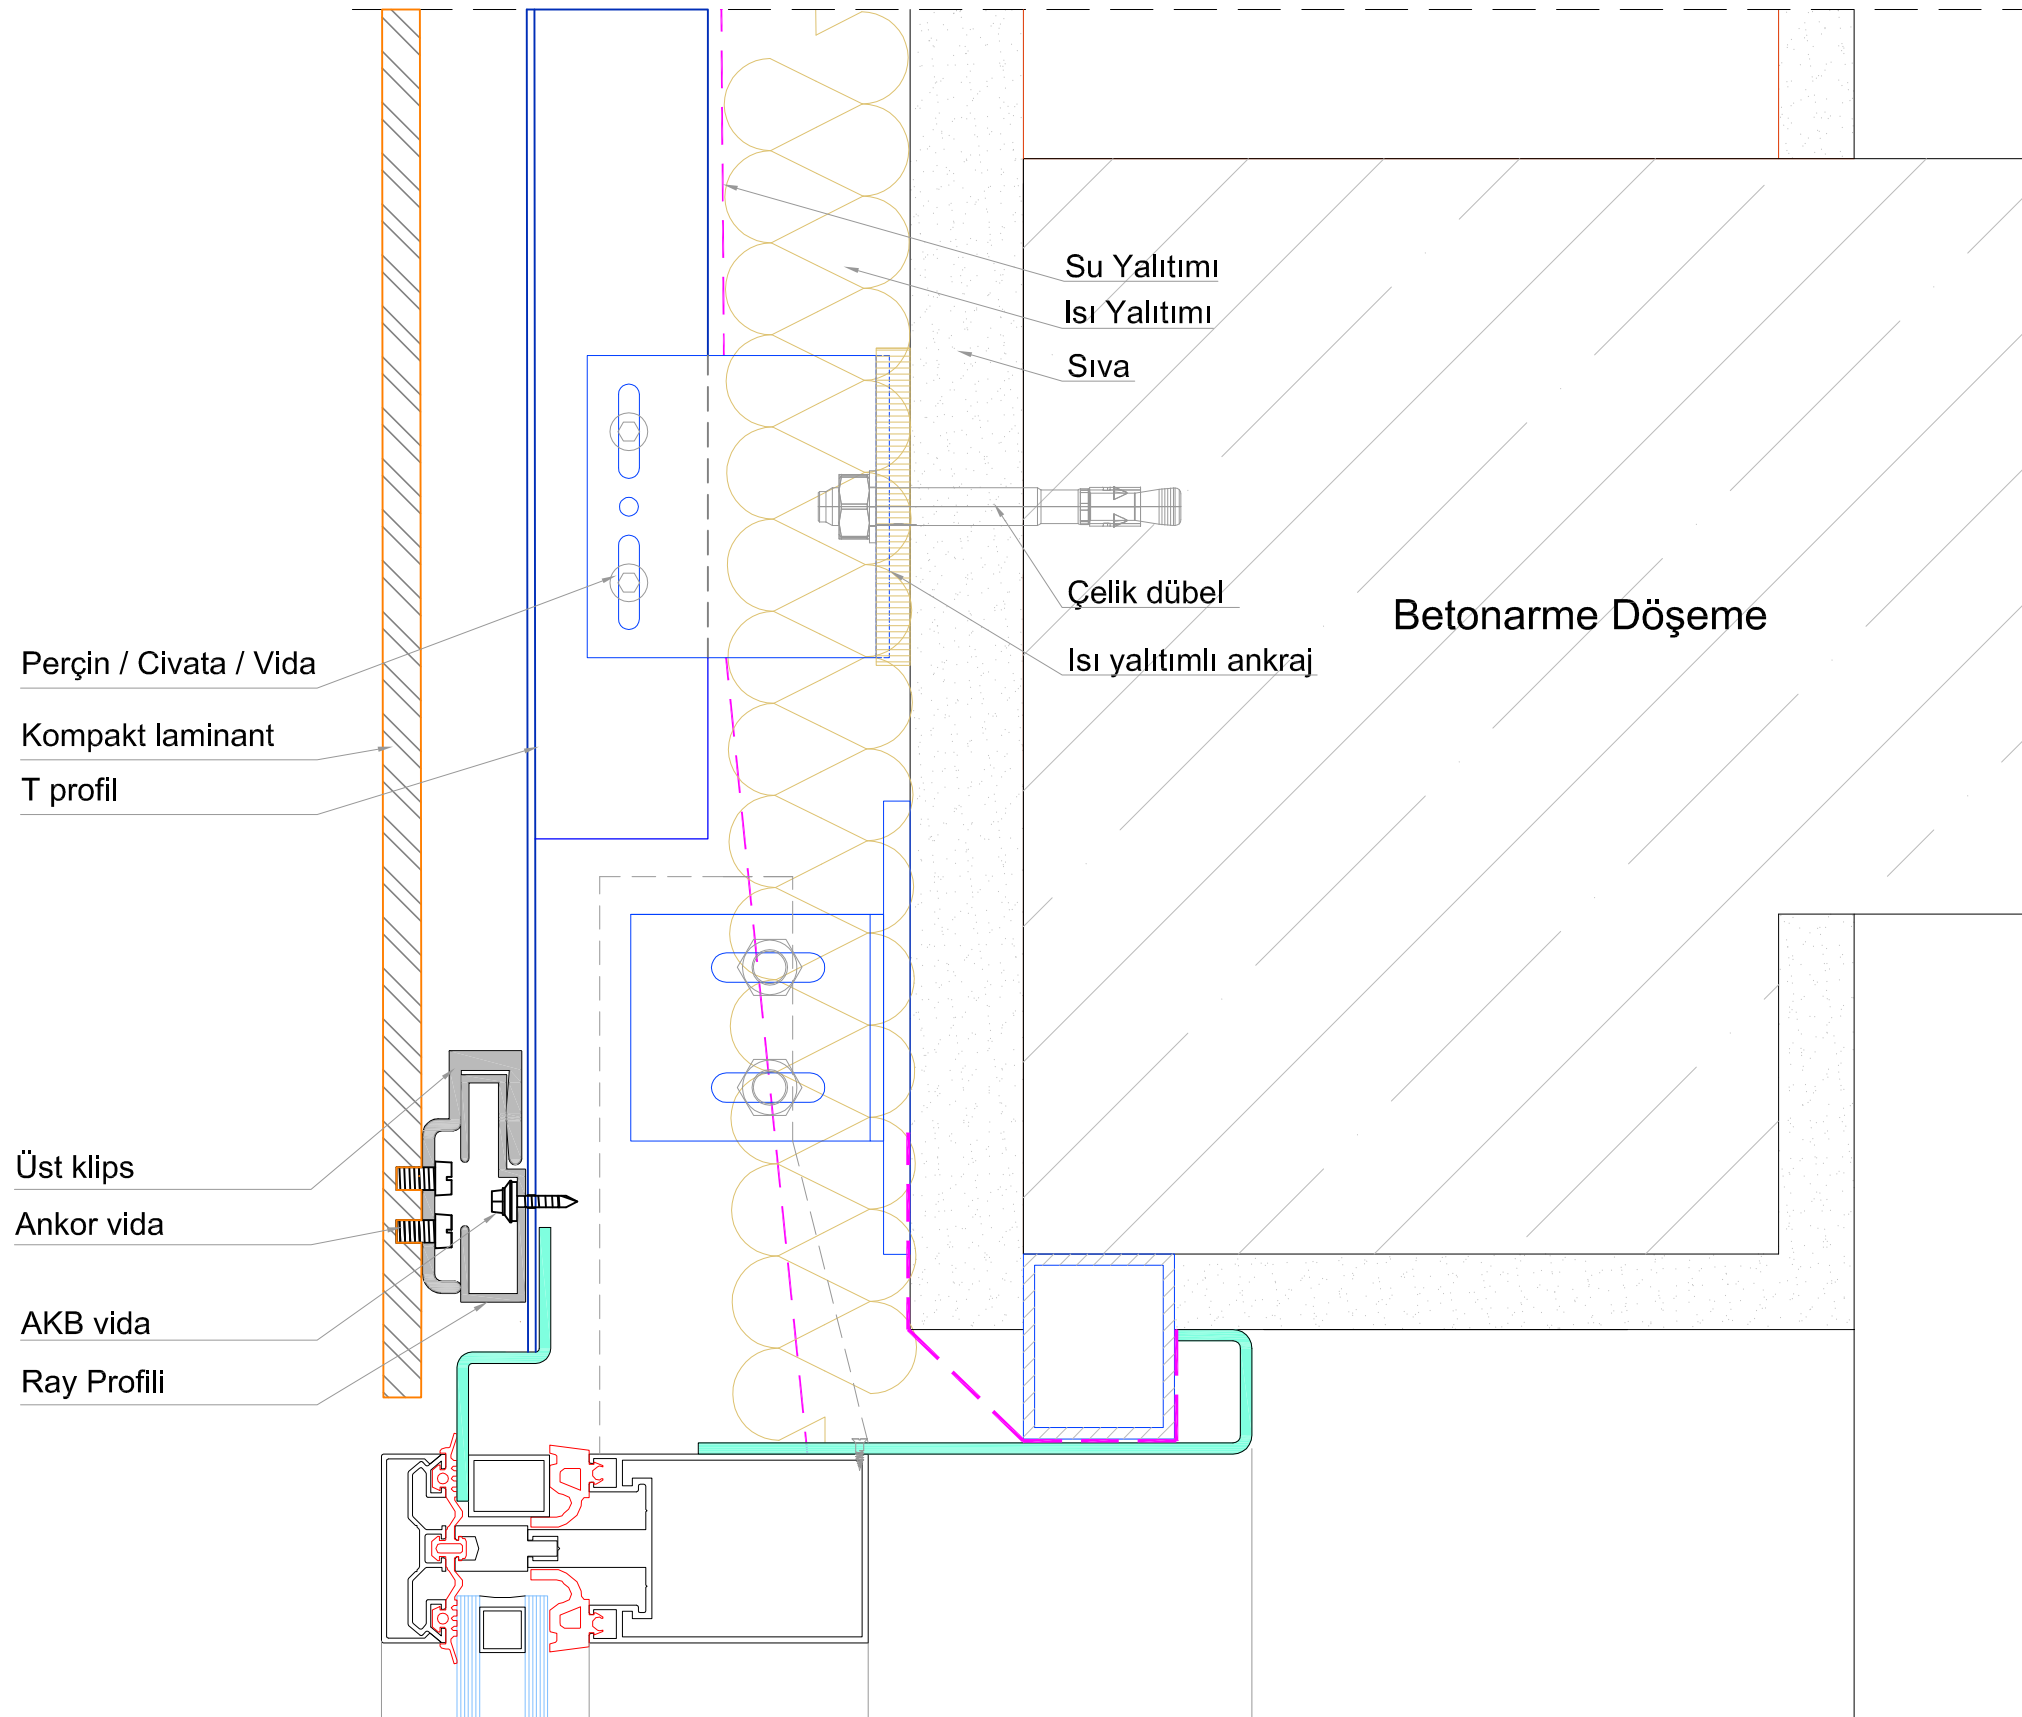 Su Yalıtımı
Isı Yalıtımı
Sıva
Çelik dübel
Betonarme Döşeme
Isı yalıtımlı ankraj
Perçin / Civata / Vida
Kompakt laminant
T profil
Üst klips
Ankor vida
AKB vida
Ray Profili